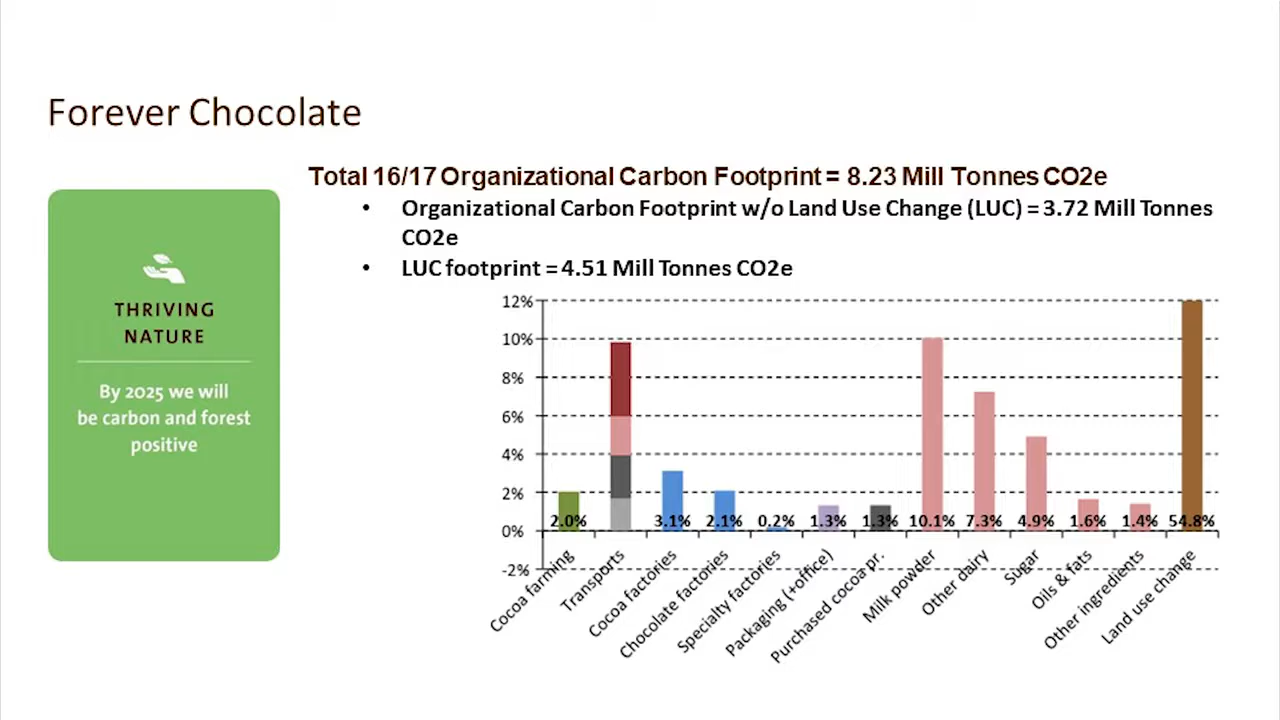 Forever Chocolate
THRIVING
NATURE
By 2025 we will
be carbon and forest
positive
Total 16/17 Organizational Carbon Footprint = 8.23 Mill Tonnes CO2e
• Organizational Carbon Footprint w/o Land Use Change (LUC) = 3.72 Mill Tonnes
CO2e
• LUC footprint = 4.51 Mill Tonnes CO2e
12%
10%
8%
6%
4%
2%
0%
-2%
2.0% 3.1% 2.1% 0.2% 1.3% 1.3% 10.1% 7.3% 4.9% 1.6% 1.4% 54.8%
Cocoa farming
Transports
Cocoa factories
Chocolate factories
Specialty factories
Packaging (+office)
Purchased cocoa pr.
Milk powder
Other dairy
Sugar
Oils & fats
Other ingredients
Land use change